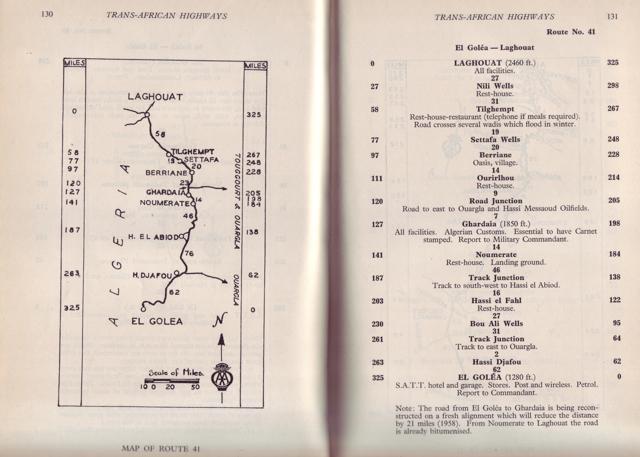 130
TRANS-AFRICAN HIGHWAYS
MILES
MILES
LAGHOUAT
0
325
58
58
TILGHEMPT
267
77
19
SETTAFA
248
97
20
BERRIANE
228
120
23
205
127
GHARDAIA
198
141
14
NOUMERATE
184
46
187
H. EL ABIOD
138
76
263
H. DJAFOU
62
62
325
0
EL GOLEA
ALGERIA
TOUGGOURT & OUARGLA
OUARGLA
N
Scale of Miles.
10 0 20 50
AA
MAP OF ROUTE 41
TRANS-AFRICAN HIGHWAYS
131
Route No. 41
El Goléa — Laghouat
0 LAGHOUAT (2460 ft.) 325
All facilities.
27
27 Nili Wells 298
Rest-house.
31
58 Tilghempt 267
Rest-house-restaurant (telephone if meals required).
Road crosses several wadis which flood in winter.
19
77 Settafa Wells 248
20
97 Berriane 228
Oasis, village.
14
111 Ouririhou 214
Rest-house.
9
120 Road Junction 205
Road to east to Ouargla and Hassi Messaoud Oilfields.
7
127 Ghardaia (1850 ft.) 198
All facilities. Algerian Customs. Essential to have Carnet
stamped. Report to Military Commandant.
14
141 Noumerate 184
Rest-house. Landing ground.
46
187 Track Junction 138
Track to south-west to Hassi el Abiod.
16
203 Hassi el Fahl 122
Rest-house.
27
230 Bou Ali Wells 95
31
261 Track Junction 64
Track to east to Ouargla.
2
263 Hassi Djafou 62
62
325 EL GOLÉA (1280 ft.) 0
S.A.T.T. hotel and garage. Stores. Post and wireless. Petrol.
Report to Commandant.
Note: The road from El Goléa to Ghardaia is being recon-
structed on a fresh alignment which will reduce the distance
by 21 miles (1958). From Noumerate to Laghouat the road
is already bitumenised.